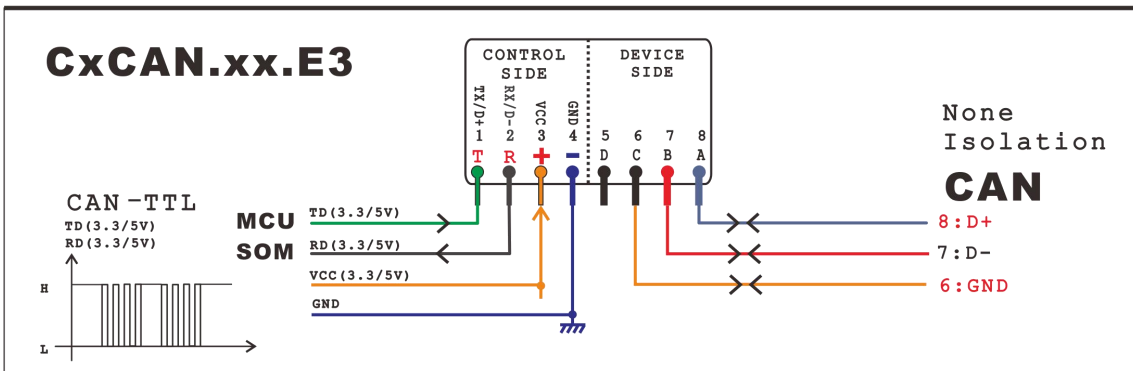 CxCAN.xx.E3
CONTROL
SIDE
DEVICE
SIDE
TX/D+
RX/D-
VCC
GND
1 2 3 4 5 6 7 8
T R + - D C B A
None
Isolation
CAN
CAN-TTL
TD(3.3/5V)
RD(3.3/5V)
H
L
MCU
SOM
TD(3.3/5V)
RD(3.3/5V)
VCC(3.3/5V)
GND
8:D+
7:D-
6:GND